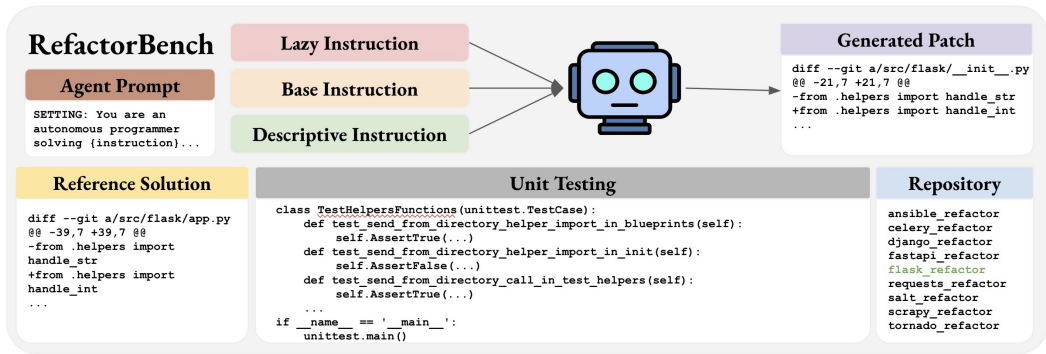 RefactorBench
Agent Prompt
SETTING: You are an
autonomous programmer
solving {instruction}...
Lazy Instruction
Base Instruction
Descriptive Instruction
Generated Patch
diff --git a/src/flask/__init__.py
@@ -21,7 +21,7 @@
-from .helpers import handle_str
+from .helpers import handle_int
...
Reference Solution
diff --git a/src/flask/app.py
@@ -39,7 +39,7 @@
-from .helpers import
handle_str
+from .helpers import
handle_int
...
Unit Testing
class TestHelpersFunctions(unittest.TestCase):
def test_send_from_directory_helper_import_in_blueprints(self):
self.AssertTrue(...)
def test_send_from_directory_helper_import_in_init(self):
self.AssertFalse(...)
def test_send_from_directory_call_in_test_helpers(self):
self.AssertTrue(...)
...
if __name__ == '__main__':
unittest.main()
Repository
ansible_refactor
celery_refactor
django_refactor
fastapi_refactor
flask_refactor
requests_refactor
salt_refactor
scrapy_refactor
tornado_refactor